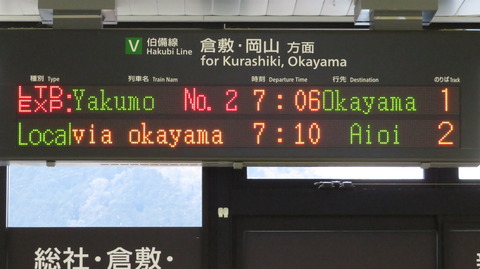 V 伯備線 倉敷・岡山 方面
Hakubi Line for Kurashiki, Okayama
種別 Type 列車名 Train Nam 時刻 Departure Time 行先 Destination のりば Track
LTD EXP: Yakumo No. 2 7:06 Okayama 1
Local via okayama 7:10 Aioi 2
総社・倉敷・